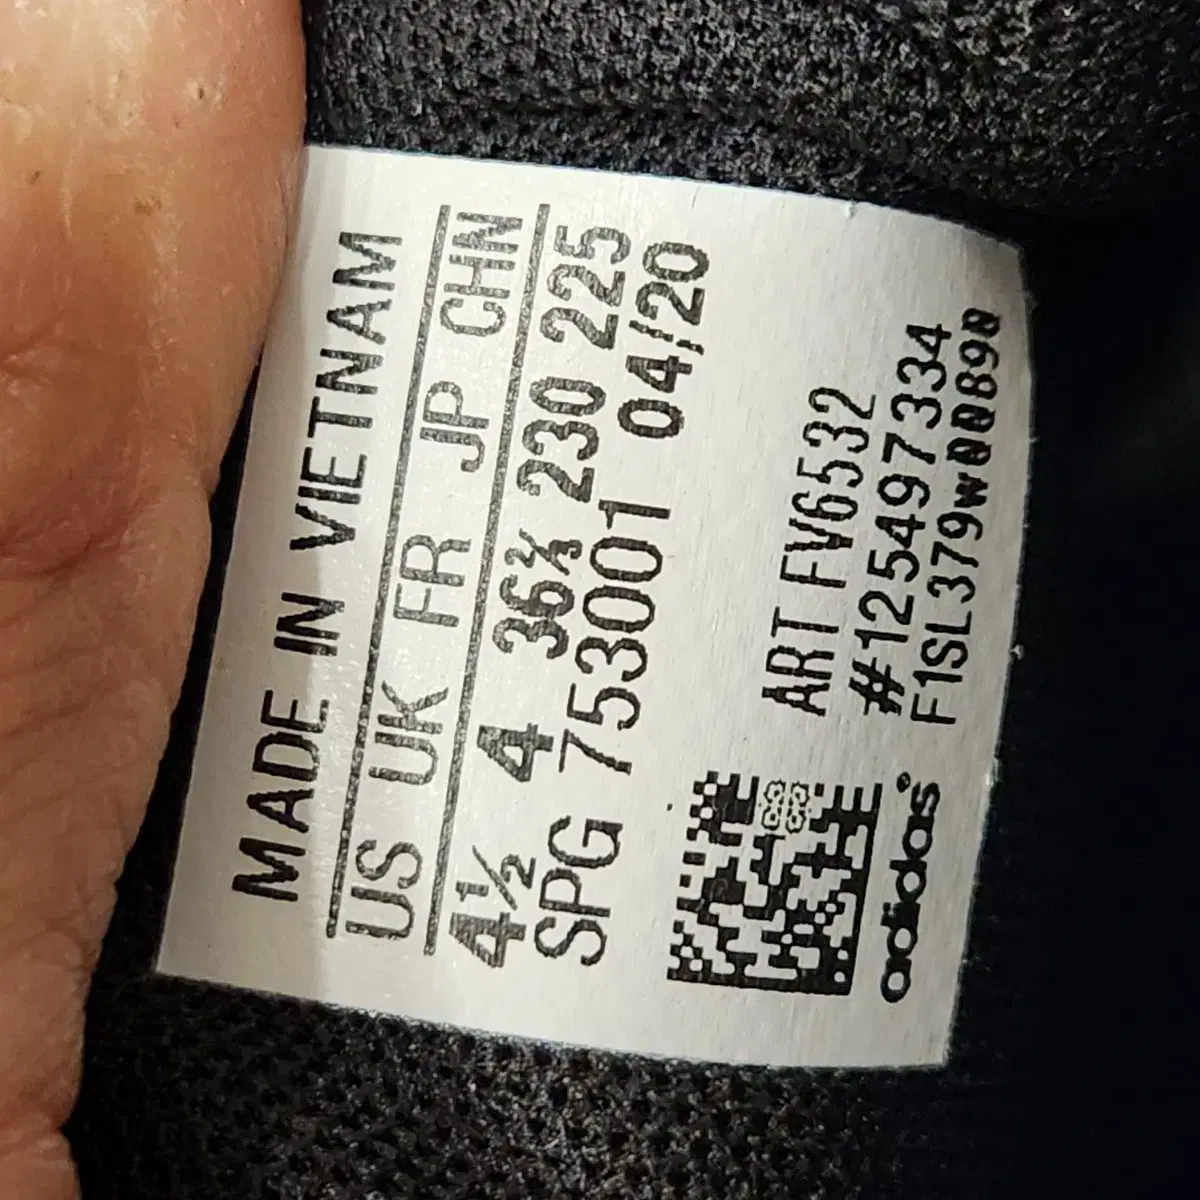 MADE IN VIETNAM
US UK FR JP CHN
4½ 4 36⅔ 230 225
SPG 753001 04/20
ART FV6532
#125497334
F1SL379w00898
adidas